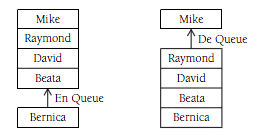 Mike
Raymond
David
Beata
En Queue
Bernica
Mike
De Queue
Raymond
David
Beata
Bernica